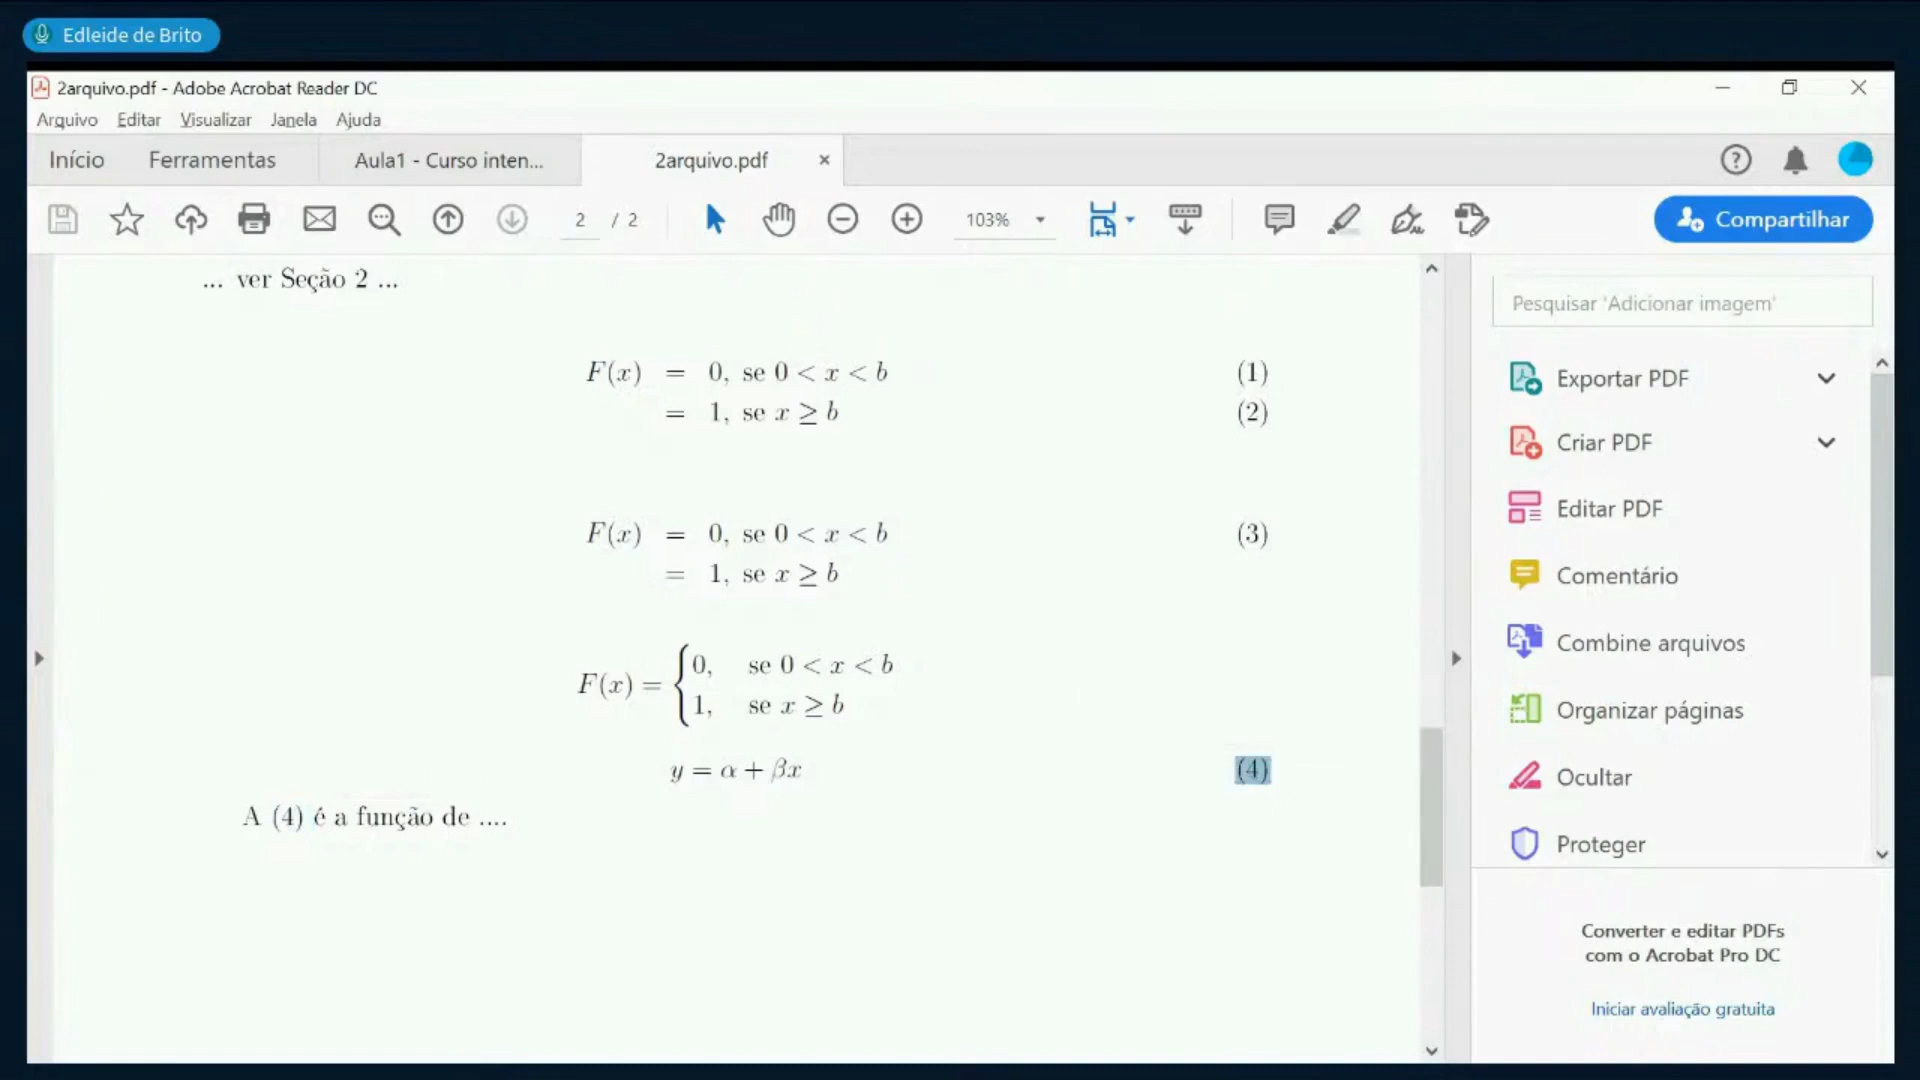 Edleide de Brito
2arquivo.pdf - Adobe Acrobat Reader DC
Arquivo Editar Visualizar Janela Ajuda
Início Ferramentas Aula1 - Curso inten... 2arquivo.pdf ×
2 / 2 103% Compartilhar
... ver Seção 2 ...
F(x) = 0, se 0 < x < b (1)
= 1, se x ≥ b (2)
F(x) = 0, se 0 < x < b (3)
= 1, se x ≥ b
F(x) = { 0, se 0 < x < b
1, se x ≥ b
y = α + βx (4)
A (4) é a função de ....
Pesquisar 'Adicionar imagem'
Exportar PDF
Criar PDF
Editar PDF
Comentário
Combine arquivos
Organizar páginas
Ocultar
Proteger
Converter e editar PDFs
com o Acrobat Pro DC
Iniciar avaliação gratuita